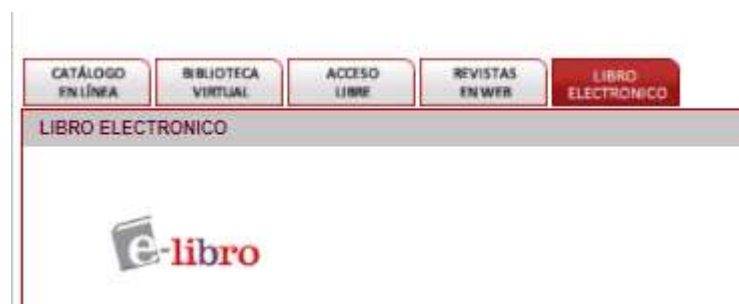 CATÁLOGO
EN LÍNEA
BIBLIOTECA
VIRTUAL
ACCESO
LIBRE
REVISTAS
EN WEB
LIBRO
ELECTRONICO
LIBRO ELECTRONICO
e-libro